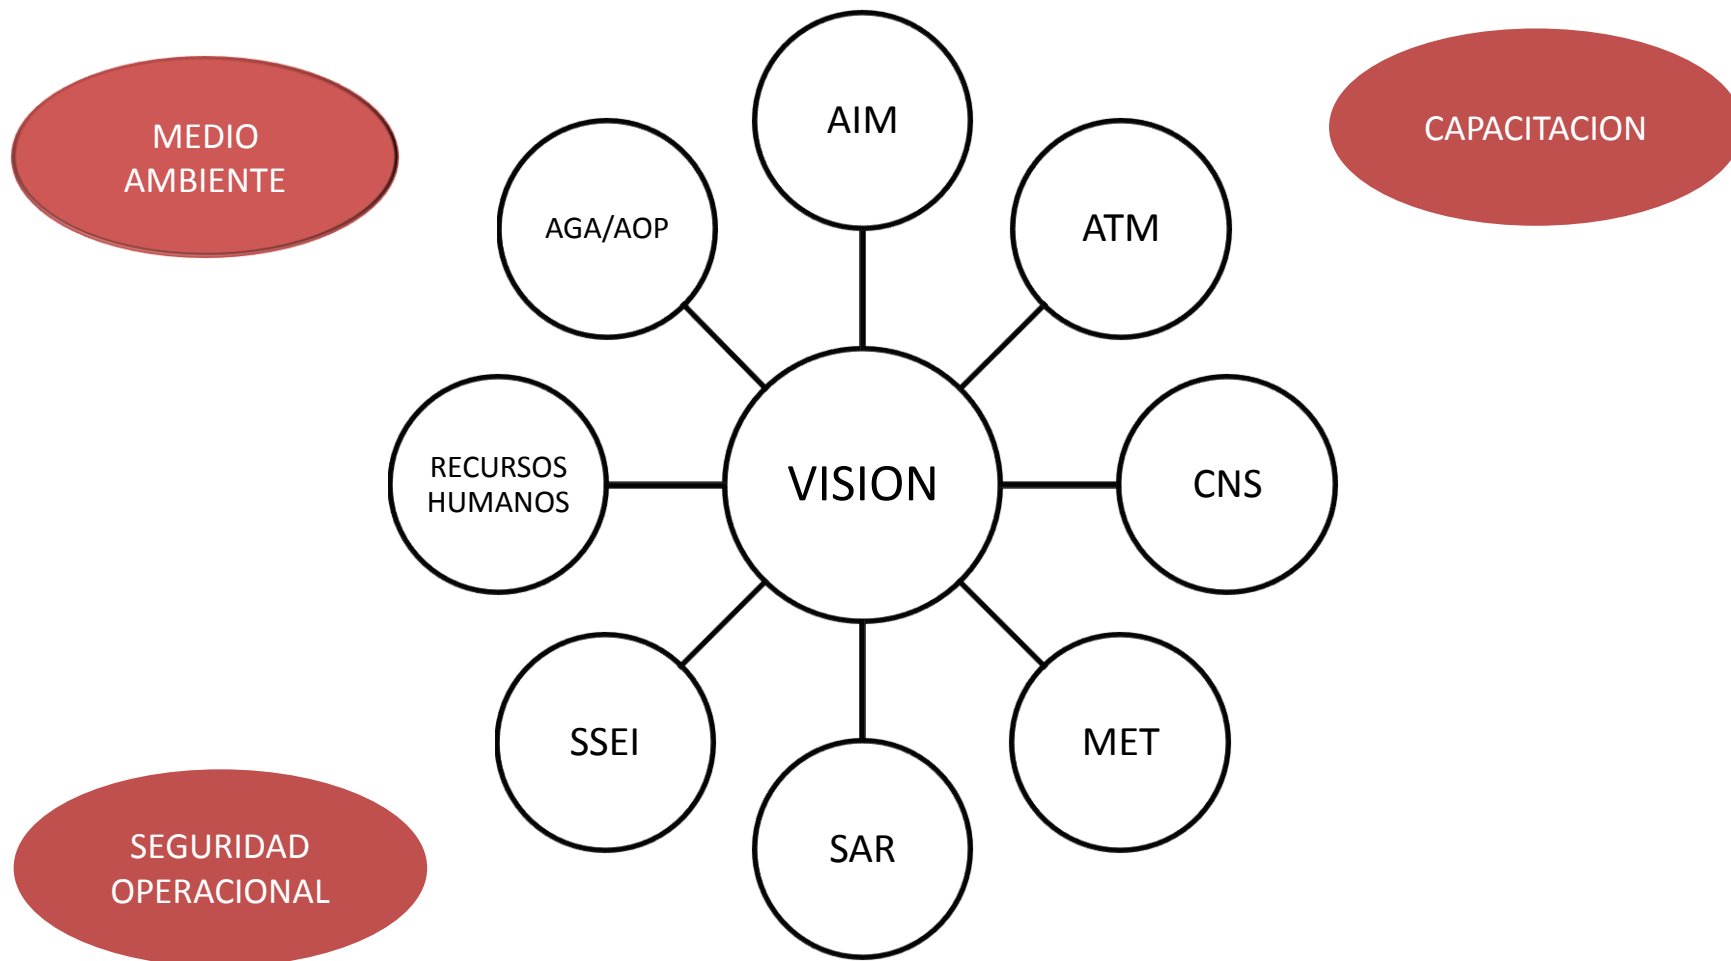 AIM
MEDIO
AMBIENTE
CAPACITACION
AGA/AOP
ATM
RECURSOS
HUMANOS
VISION
CNS
SSEI
MET
SAR
SEGURIDAD
OPERACIONAL